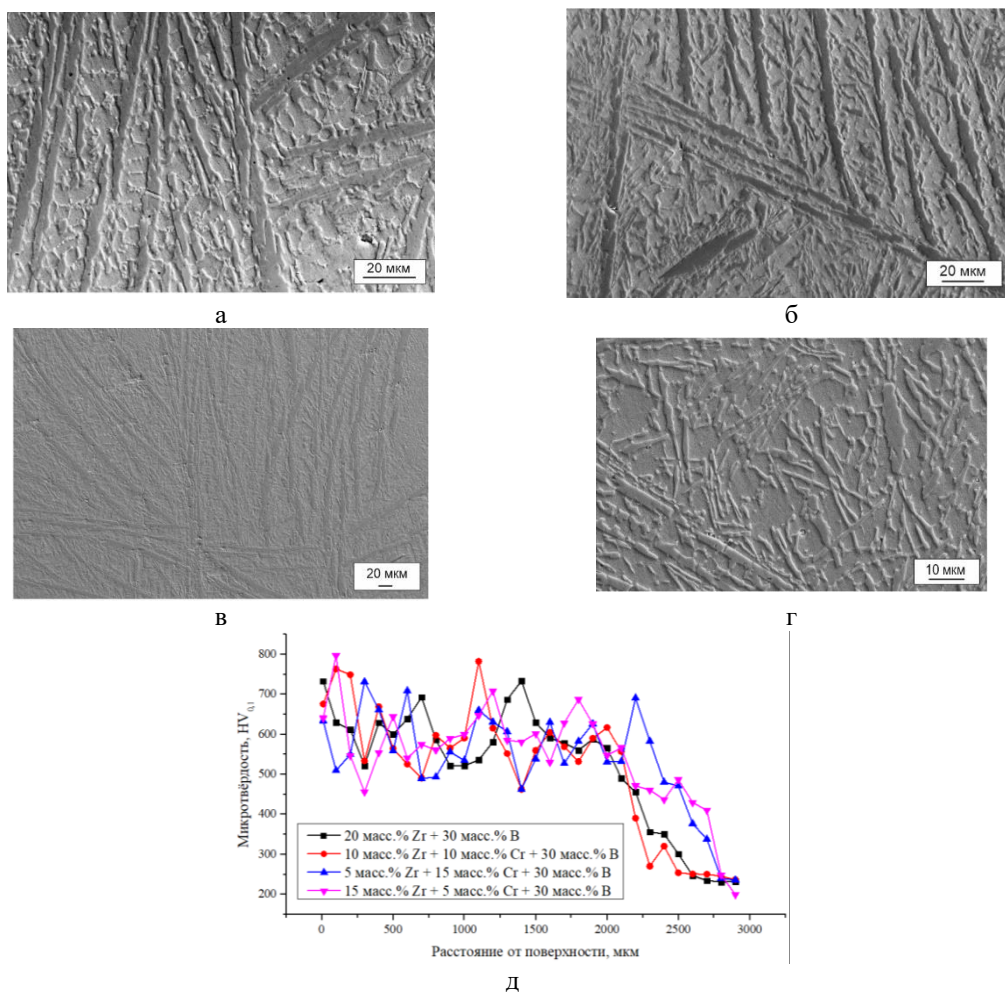 20 мкм
20 мкм
а
б
20 мкм
10 мкм
в
г
800
700
600
500
400
300
200
Микротвёрдость, HV0,1
20 масс.% Zr + 30 масс.% B
10 масс.% Zr + 10 масс.% Cr + 30 масс.% B
5 масс.% Zr + 15 масс.% Cr + 30 масс.% B
15 масс.% Zr + 5 масс.% Cr + 30 масс.% B
0 500 1000 1500 2000 2500 3000
Расстояние от поверхности, мкм
д